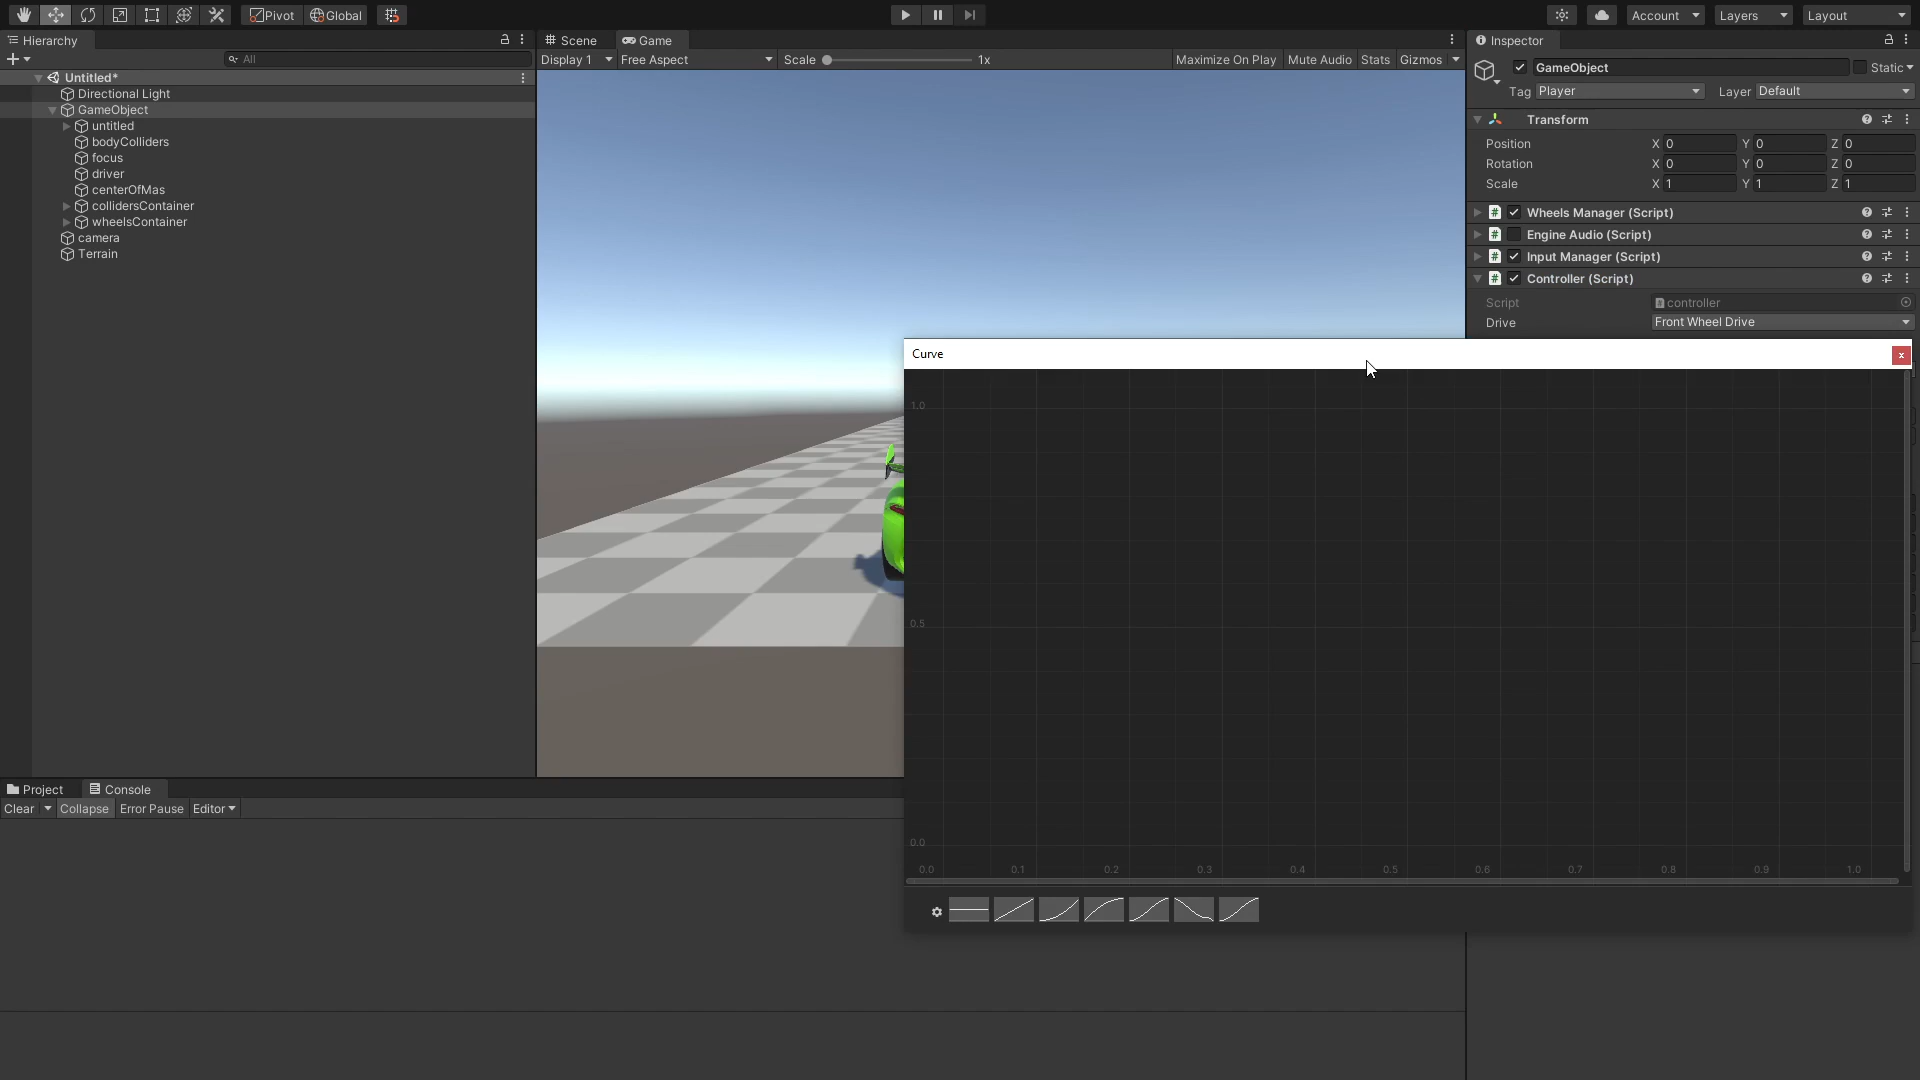 Pivot
Global
Account
Layers
Layout
Hierarchy
All
Untitled*
Directional Light
GameObject
untitled
bodyColliders
focus
driver
centerOfMas
collidersContainer
wheelsContainer
camera
Terrain
Scene
Game
Display 1
Free Aspect
Scale
1x
Maximize On Play
Mute Audio
Stats
Gizmos
Inspector
GameObject
Static
Tag
Player
Layer
Default
Transform
Position
X 0
Y 0
Z 0
Rotation
X 0
Y 0
Z 0
Scale
X 1
Y 1
Z 1
Wheels Manager (Script)
Engine Audio (Script)
Input Manager (Script)
Controller (Script)
Script
controller
Drive
Front Wheel Drive
Curve
x
1.0
0.5
0.0
0.0
0.1
0.2
0.3
0.4
0.5
0.6
0.7
0.8
0.9
1.0
Project
Console
Clear
Collapse
Error Pause
Editor